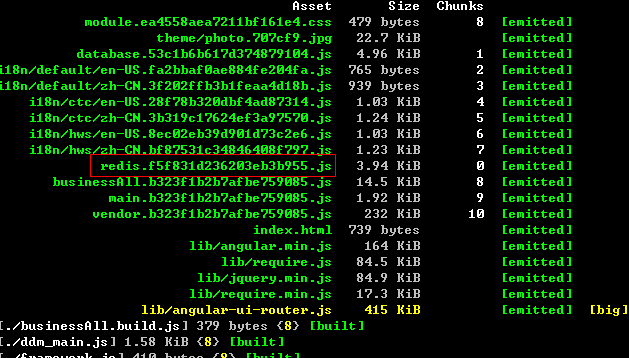 Asset Size Chunks
module.ea4558aea7211bf161e4.css 479 bytes 8 [emitted]
theme/photo.707cf9.jpg 22.7 KiB [emitted]
database.53c1b6b617d374879104.js 4.96 KiB 1 [emitted]
i18n/default/en-US.fa2bbaf0ae884fe204fa.js 765 bytes 2 [emitted]
i18n/default/zh-CN.3f202ffb3b1feaa4d18b.js 939 bytes 3 [emitted]
i18n/ctc/en-US.28f78b320dbf4ad87314.js 1.03 KiB 4 [emitted]
i18n/ctc/zh-CN.3b319c17624ef3a97570.js 1.24 KiB 5 [emitted]
i18n/hws/en-US.8ec02eb39d901d73c2e6.js 1.03 KiB 6 [emitted]
i18n/hws/zh-CN.bf87531c34846408f797.js 1.23 KiB 7 [emitted]
redis.f5f831d236203eb3b955.js 3.94 KiB 0 [emitted]
businessAll.b323f1b2b7afbe759085.js 14.5 KiB 8 [emitted]
main.b323f1b2b7afbe759085.js 1.92 KiB 9 [emitted]
vendor.b323f1b2b7afbe759085.js 232 KiB 10 [emitted]
index.html 739 bytes [emitted]
lib/angular.min.js 164 KiB [emitted]
lib/require.js 84.5 KiB [emitted]
lib/jquery.min.js 84.9 KiB [emitted]
lib/require.min.js 17.3 KiB [emitted]
lib/angular-ui-router.js 415 KiB [emitted] [big]
[./businessAll.build.js] 379 bytes {8} [built]
[./ddm_main.js] 1.58 KiB {8} [built]
[./framework.js] 410 bytes {8} [built]